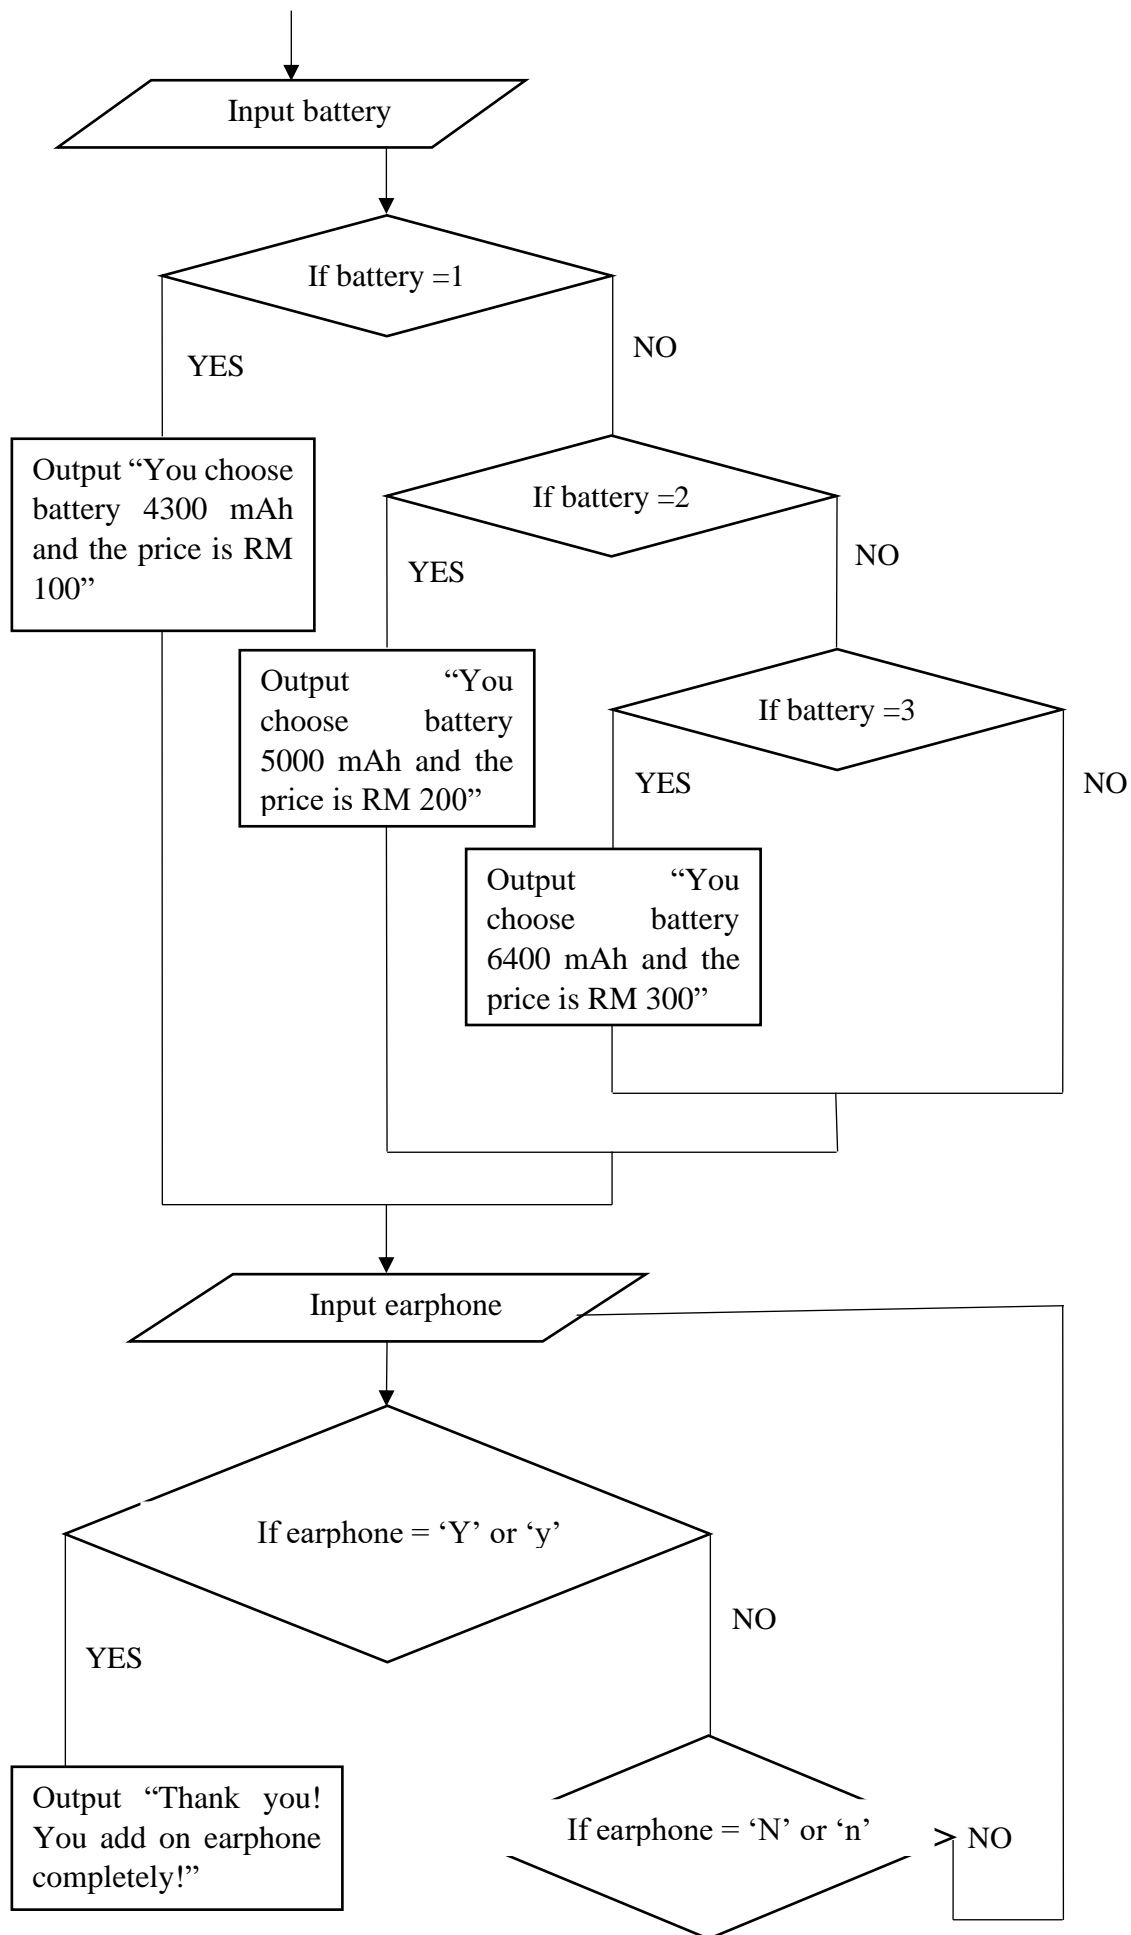 Input battery
If battery =1
YES
NO
Output “You choose
battery 4300 mAh
and the price is RM
100”
If battery =2
YES
NO
Output “You
choose battery
5000 mAh and the
price is RM 200”
If battery =3
YES
NO
Output “You
choose battery
6400 mAh and the
price is RM 300”
Input earphone
If earphone = ‘Y’ or ‘y’
YES
NO
Output “Thank you!
You add on earphone
completely!”
If earphone = ‘N’ or ‘n’
NO